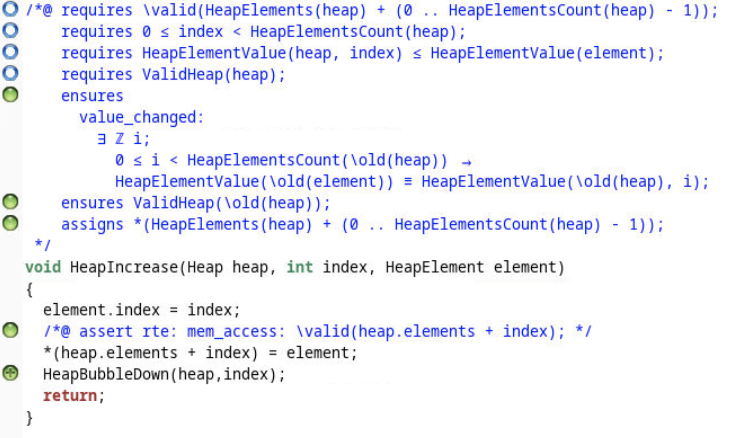 /*@ requires \valid(HeapElements(heap) + (0 .. HeapElementsCount(heap) - 1));
requires 0 ≤ index < HeapElementsCount(heap);
requires HeapElementValue(heap, index) ≤ HeapElementValue(element);
requires ValidHeap(heap);
ensures
value_changed:
∃ ℤ i;
0 ≤ i < HeapElementsCount(\old(heap)) →
HeapElementValue(\old(element)) ≡ HeapElementValue(\old(heap), i);
ensures ValidHeap(\old(heap));
assigns *(HeapElements(heap) + (0 .. HeapElementsCount(heap) - 1));
*/
void HeapIncrease(Heap heap, int index, HeapElement element)
{
element.index = index;
/*@ assert rte: mem_access: \valid(heap.elements + index); */
*(heap.elements + index) = element;
HeapBubbleDown(heap,index);
return;
}